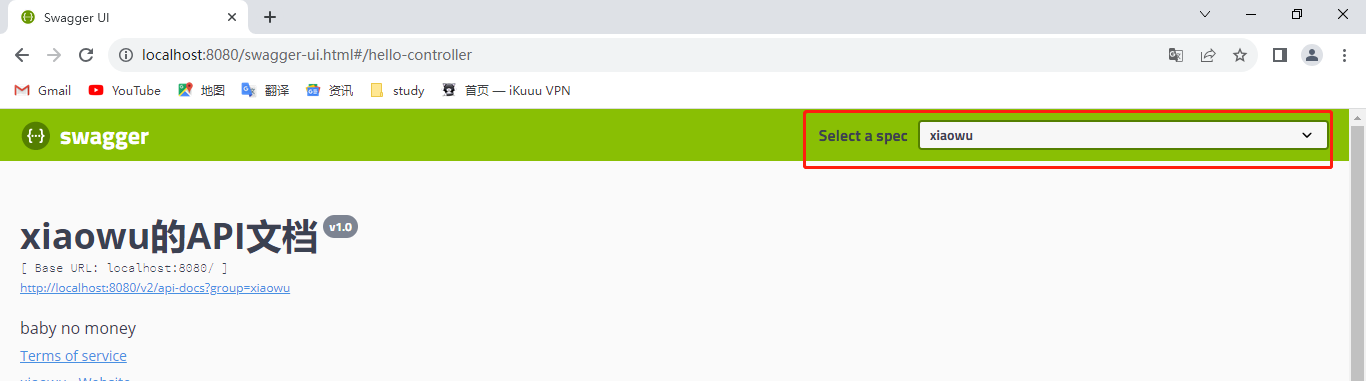 Swagger UI
localhost:8080/swagger-ui.html#/hello-controller
Gmail YouTube 地图 翻译 资讯 study 首页 — iKuuu VPN
{···} swagger Select a spec xiaowu
xiaowu的API文档 v1.0
[ Base URL: localhost:8080/ ]
http://localhost:8080/v2/api-docs?group=xiaowu
baby no money
Terms of service
xiaowu - Website